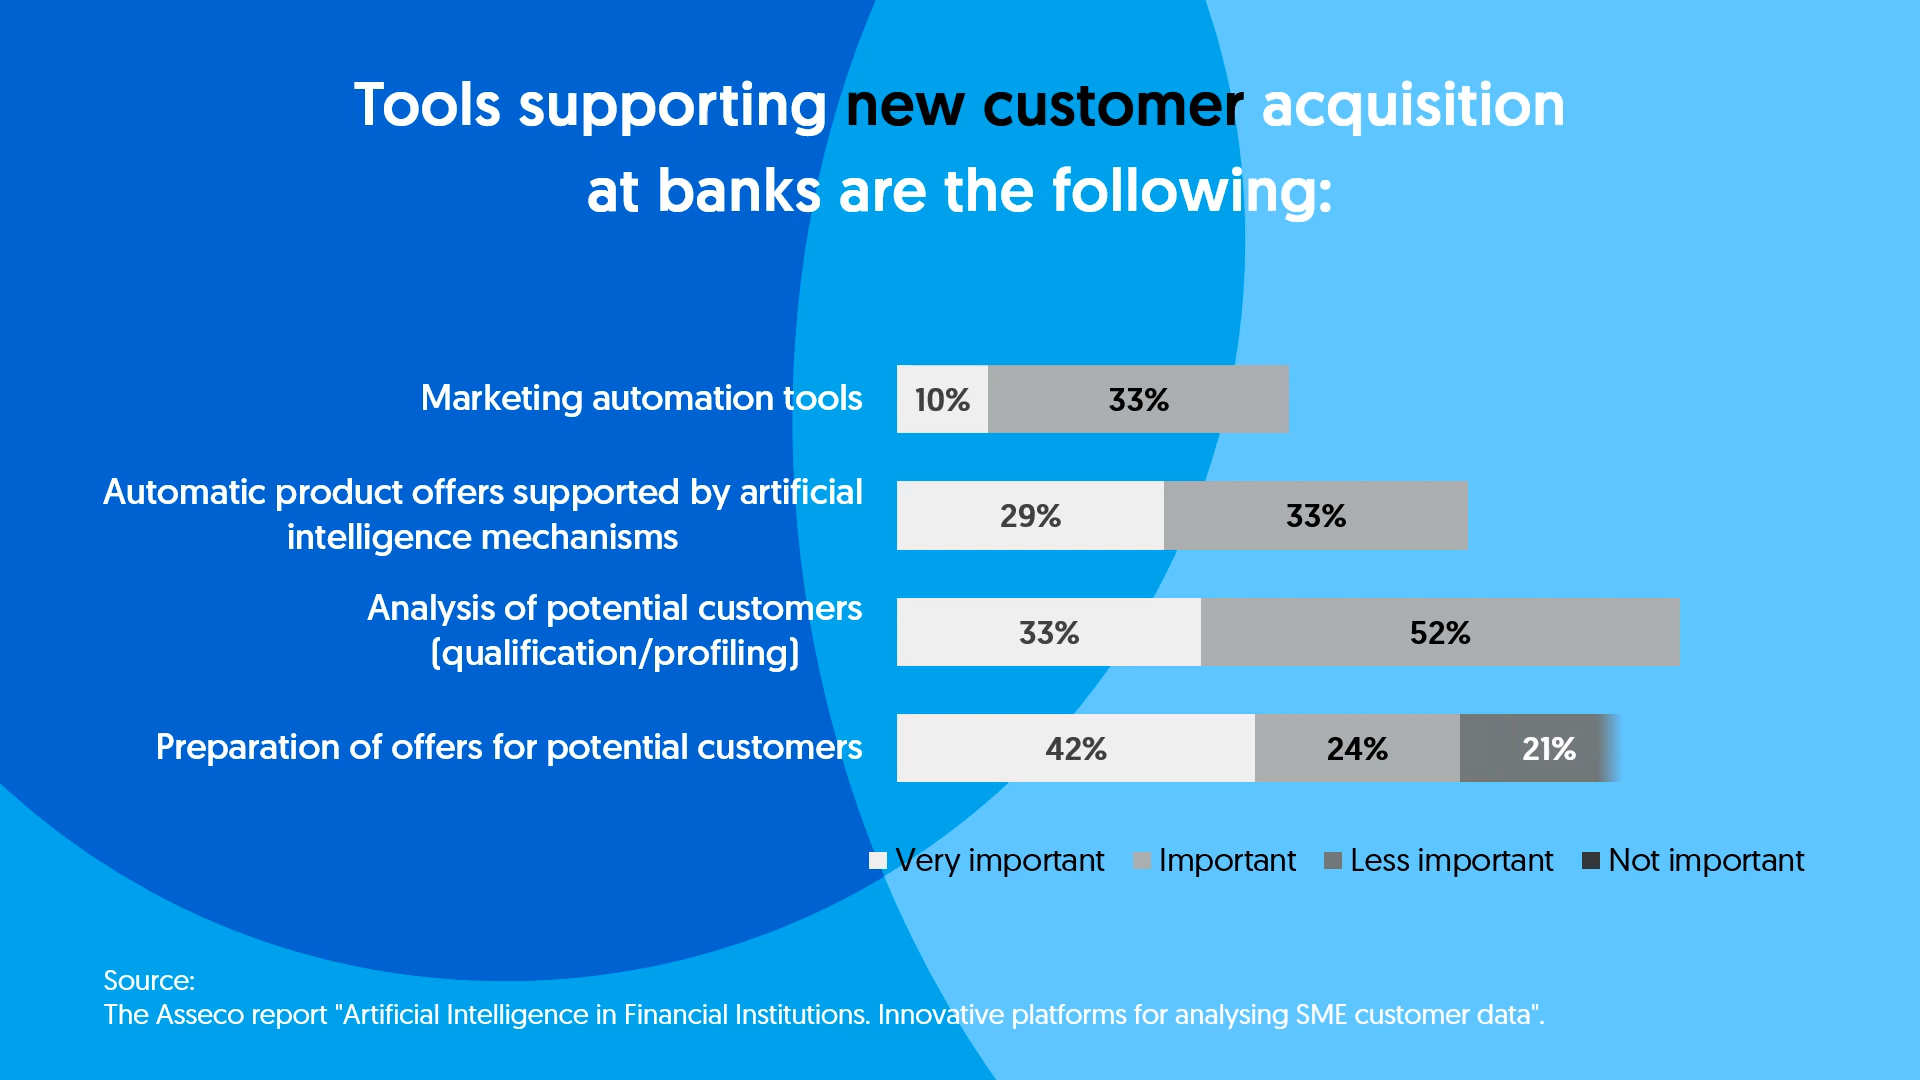 Tools supporting new customer acquisition
at banks are the following:
Marketing automation tools
10% 33%
Automatic product offers supported by artificial
intelligence mechanisms
29% 33%
Analysis of potential customers
(qualification/profiling)
33% 52%
Preparation of offers for potential customers
42% 24% 21%
Very important Important Less important Not important
Source:
The Asseco report "Artificial Intelligence in Financial Institutions. Innovative platforms for analysing SME customer data".